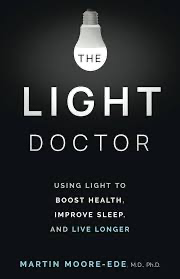 THE
LIGHT
DOCTOR
USING LIGHT TO
BOOST HEALTH,
IMPROVE SLEEP,
AND LIVE LONGER
MARTIN MOORE-EDE M.D., Ph.D.